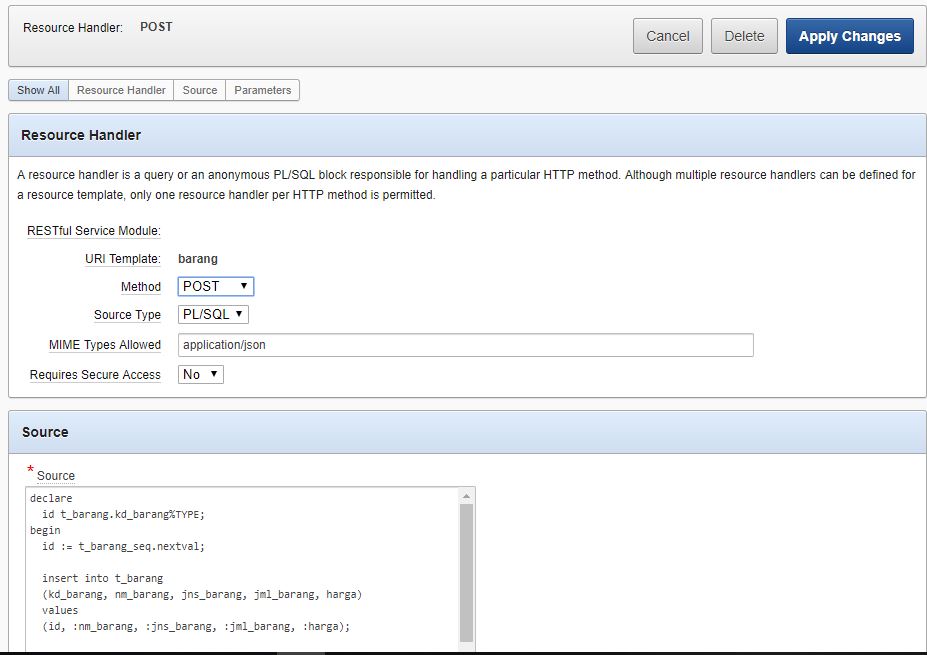 Resource Handler: POST
Cancel
Delete
Apply Changes
Show All
Resource Handler
Source
Parameters
Resource Handler
A resource handler is a query or an anonymous PL/SQL block responsible for handling a particular HTTP method. Although multiple resource handlers can be defined for
a resource template, only one resource handler per HTTP method is permitted.
RESTful Service Module:
URI Template: barang
Method POST
Source Type PL/SQL
MIME Types Allowed application/json
Requires Secure Access No
Source
* Source
declare
  id t_barang.kd_barang%TYPE;
begin
  id := t_barang_seq.nextval;
  insert into t_barang
  (kd_barang, nm_barang, jns_barang, jml_barang, harga)
  values
  (id, :nm_barang, :jns_barang, :jml_barang, :harga);